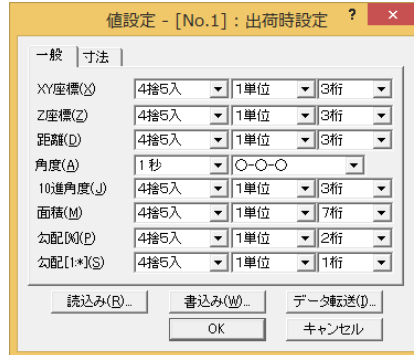 値設定 - [No.1] : 出荷時設定 ? ×
一般 寸法
XY座標(X) 4捨5入 1単位 3桁
Z座標(Z) 4捨5入 1単位 3桁
距離(D) 4捨5入 1単位 3桁
角度(A) 1秒 ○-○-○
10進角度(J) 4捨5入 1単位 3桁
面積(M) 4捨5入 1単位 7桁
勾配[%](P) 4捨5入 1単位 2桁
勾配[1:*](S) 4捨5入 1単位 1桁
読込み(R)... 書込み(W)... データ転送(I)...
OK キャンセル